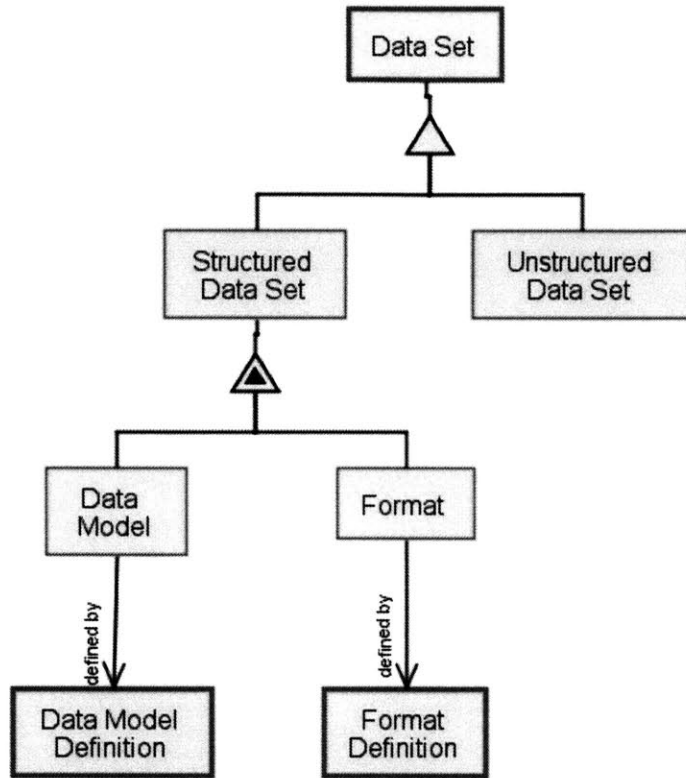 Data Set
Structured
Data Set
Unstructured
Data Set
Data
Model
Format
defined by
defined by
Data Model
Definition
Format
Definition